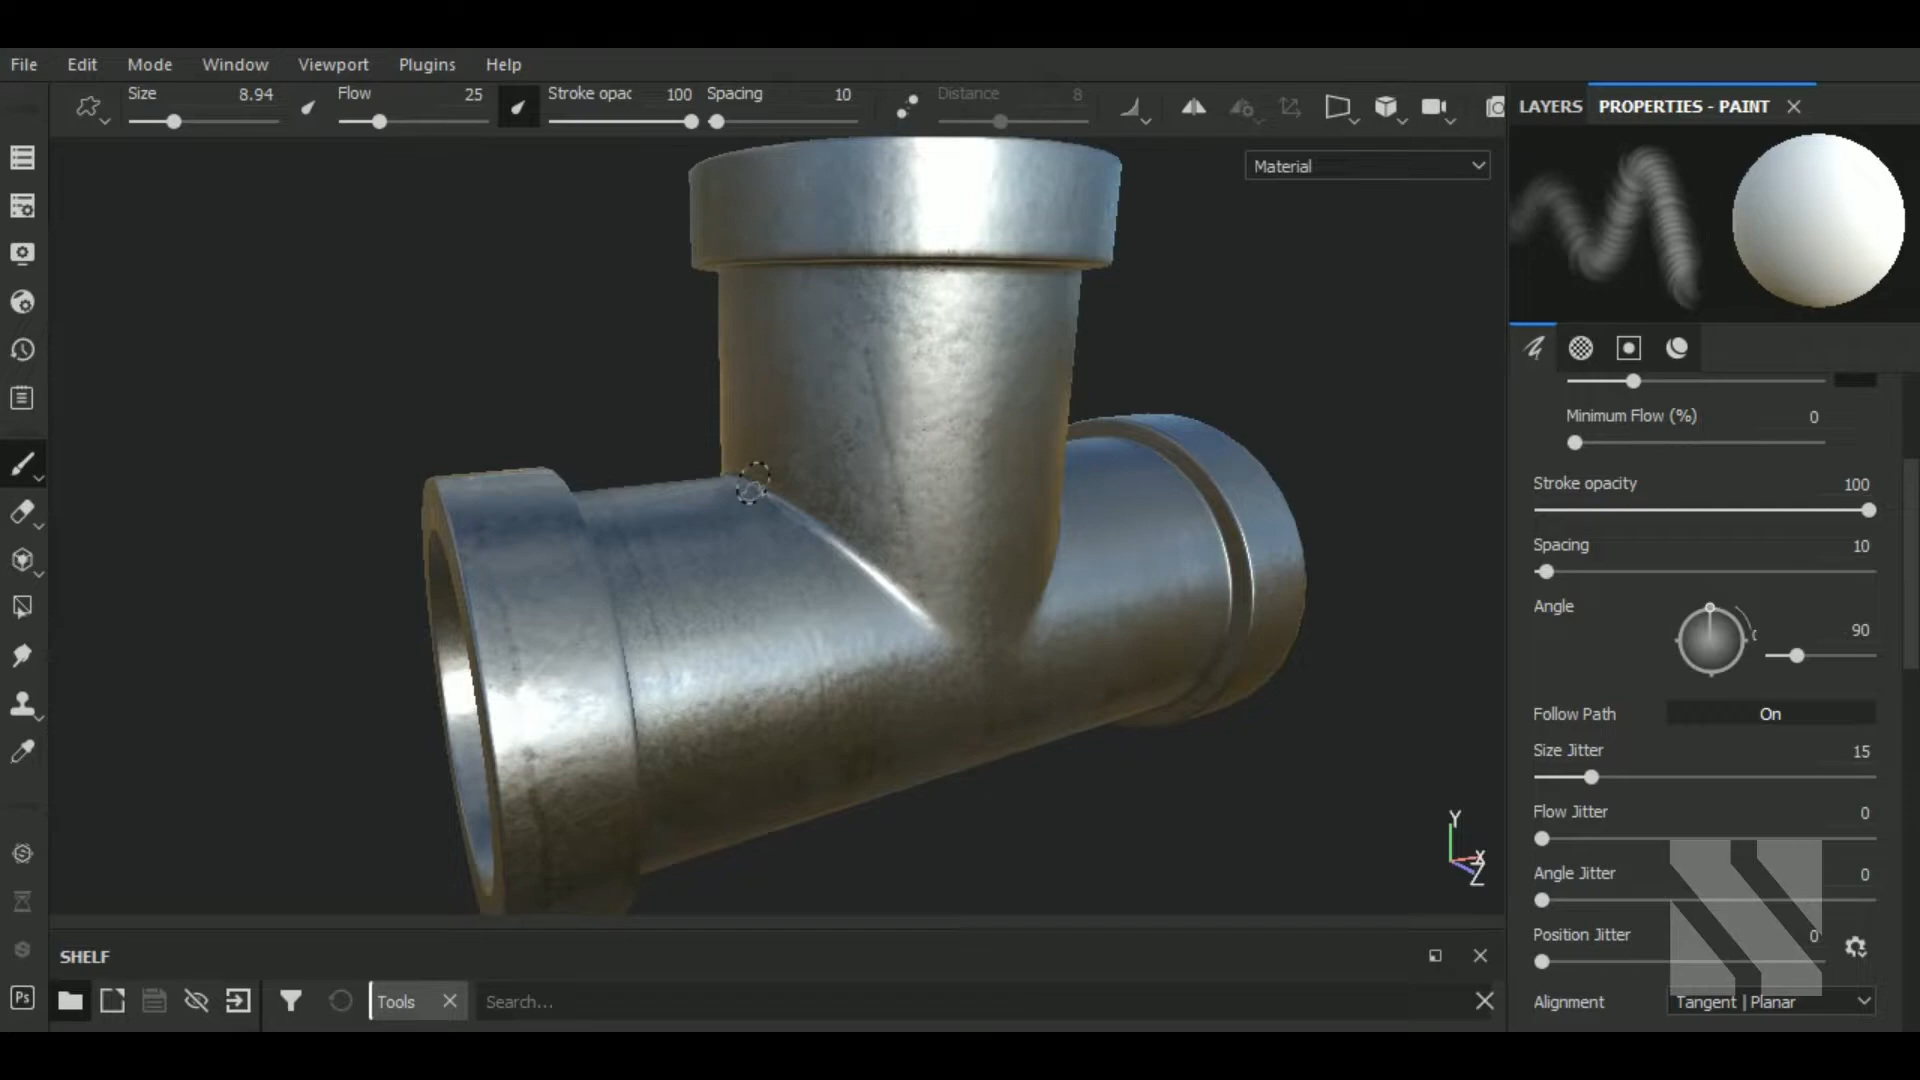 File Edit Mode Window Viewport Plugins Help
Size 8.94 Flow 25 Stroke opac 100 Spacing 10 Distance 8
LAYERS PROPERTIES - PAINT
Material
Minimum Flow (%) 0
Stroke opacity 100
Spacing 10
Angle
90
Follow Path On
Size Jitter 15
Flow Jitter 0
Angle Jitter 0
Position Jitter 0
Alignment Tangent | Planar
Y
X
Z
SHELF
Ps
Tools Search...